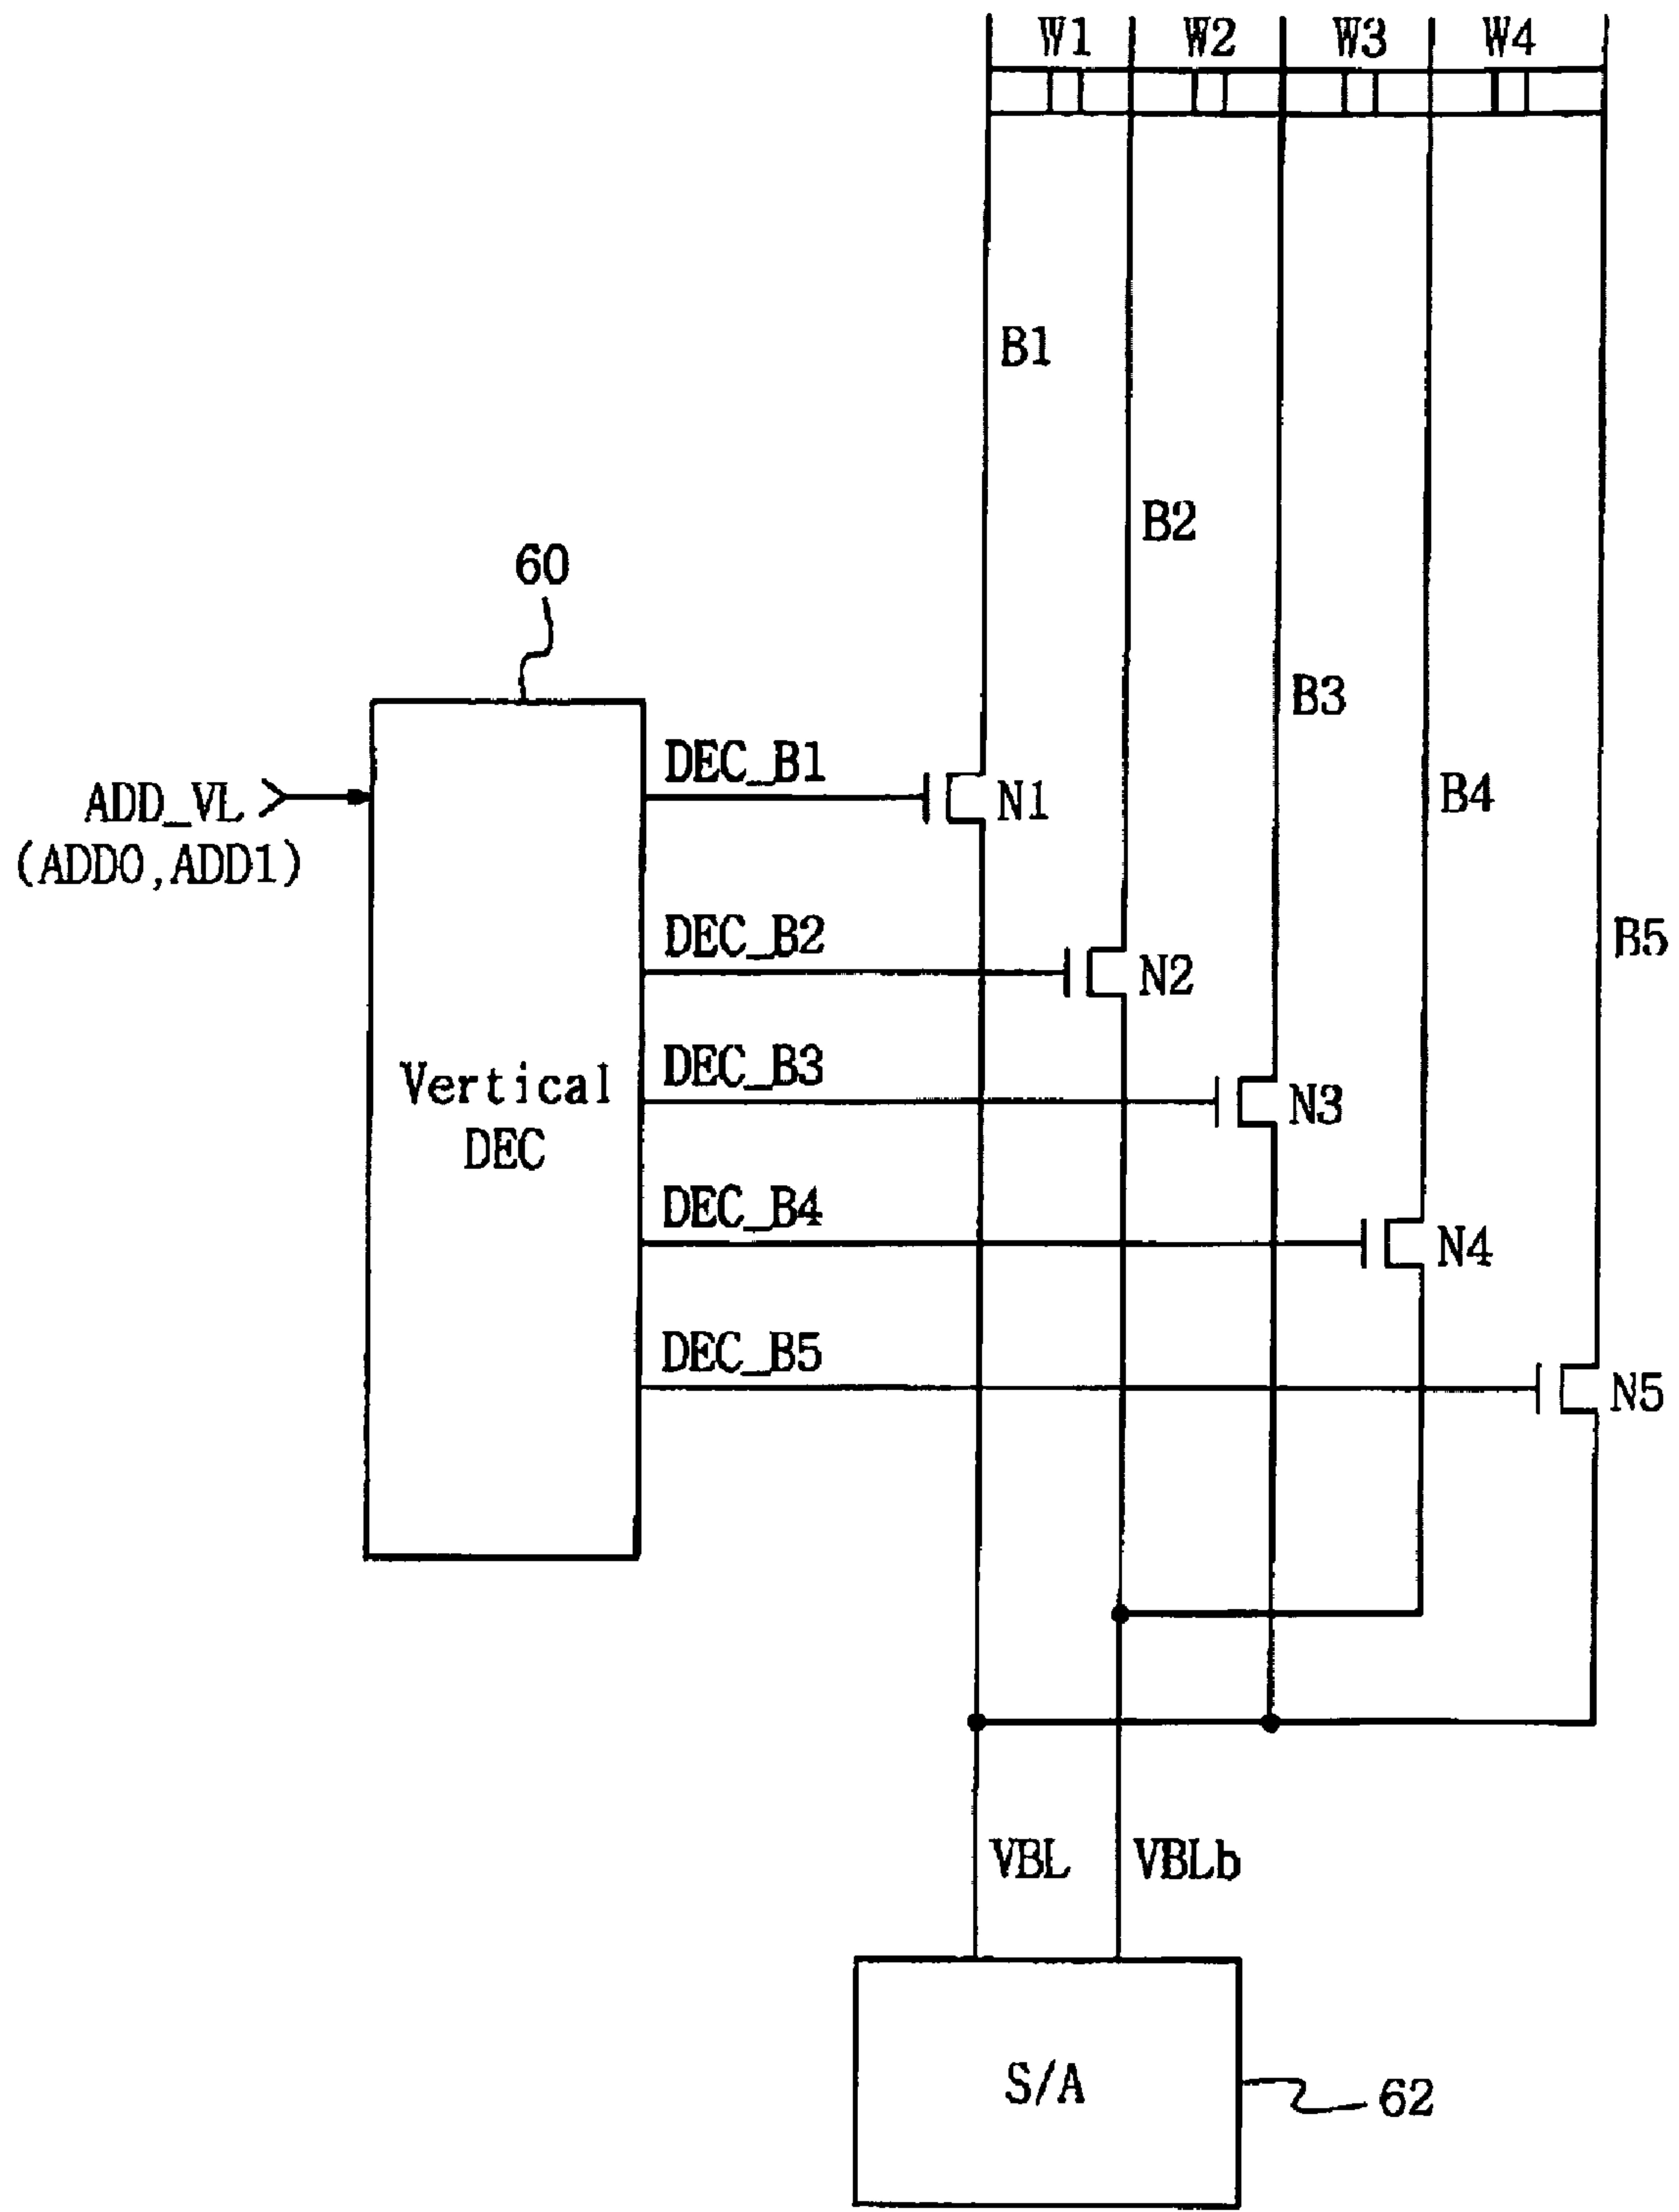 W1 W2 W3 W4
B1
B2
60
B3
DEC_B1
B4
ADD_VL
N1
(ADD0,ADD1)
DEC_B2
B5
N2
DEC_B3
Vertical
N3
DEC
DEC_B4
N4
DEC_B5
N5
VBL VBLb
S/A
62